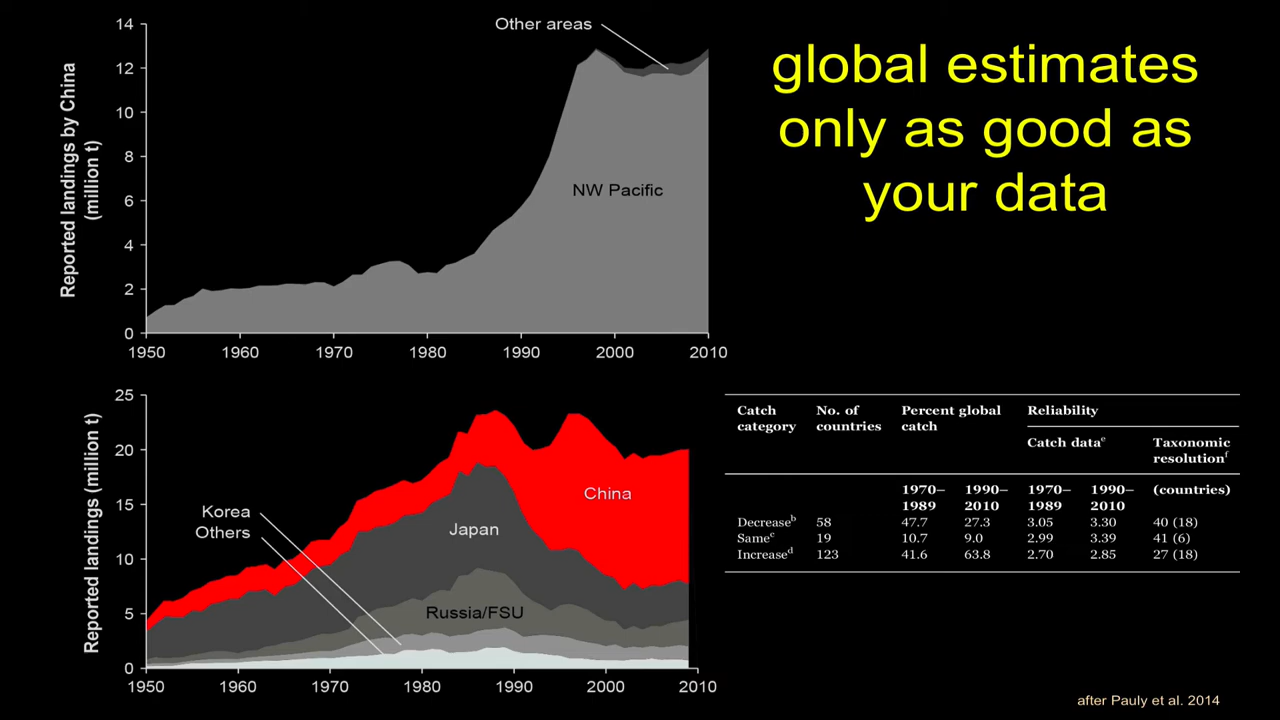 global estimates
only as good as
your data
Reported landings by China
(million t)
14
12
10
8
6
4
2
0
Other areas
NW Pacific
1950 1960 1970 1980 1990 2000 2010
Reported landings (million t)
25
20
15
10
5
0
Korea
Others
China
Japan
Russia/FSU
1950 1960 1970 1980 1990 2000 2010
Catch No. of Percent global Reliability
category countries catch
Catch dataᵉ Taxonomic
resolutionᶠ
1970– 1990– 1970– 1990– (countries)
1989 2010 1989 2010
Decreaseᵇ 58 47.7 27.3 3.05 3.30 40 (18)
Sameᶜ 19 10.7 9.0 2.99 3.39 41 (6)
Increaseᵈ 123 41.6 63.8 2.70 2.85 27 (18)
after Pauly et al. 2014